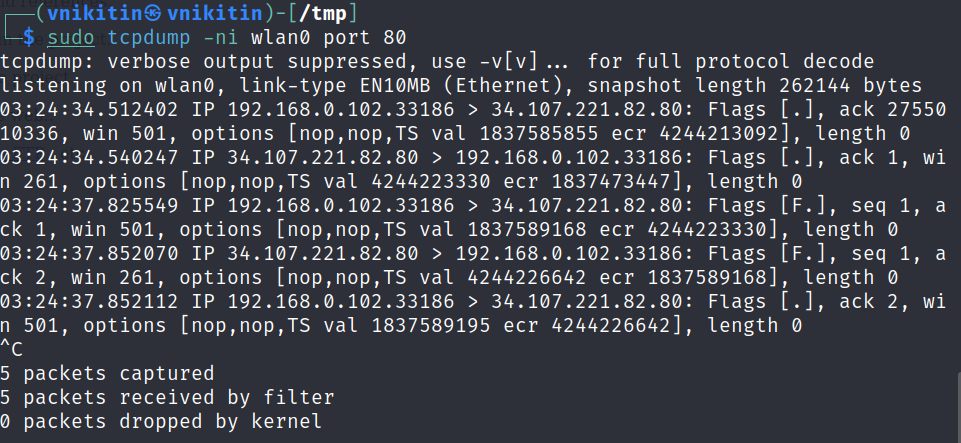 (vnikitin㉿vnikitin)-[/tmp]
$ sudo tcpdump -ni wlan0 port 80
tcpdump: verbose output suppressed, use -v[v]... for full protocol decode
listening on wlan0, link-type EN10MB (Ethernet), snapshot length 262144 bytes
03:24:34.512402 IP 192.168.0.102.33186 > 34.107.221.82.80: Flags [.], ack 27550
10336, win 501, options [nop,nop,TS val 1837585855 ecr 4244213092], length 0
03:24:34.540247 IP 34.107.221.82.80 > 192.168.0.102.33186: Flags [.], ack 1, wi
n 261, options [nop,nop,TS val 4244223330 ecr 1837473447], length 0
03:24:37.825549 IP 192.168.0.102.33186 > 34.107.221.82.80: Flags [F.], seq 1, a
ck 1, win 501, options [nop,nop,TS val 1837589168 ecr 4244223330], length 0
03:24:37.852070 IP 34.107.221.82.80 > 192.168.0.102.33186: Flags [F.], seq 1, a
ck 2, win 261, options [nop,nop,TS val 4244226642 ecr 1837589168], length 0
03:24:37.852112 IP 192.168.0.102.33186 > 34.107.221.82.80: Flags [.], ack 2, wi
n 501, options [nop,nop,TS val 1837589195 ecr 4244226642], length 0
^C
5 packets captured
5 packets received by filter
0 packets dropped by kernel